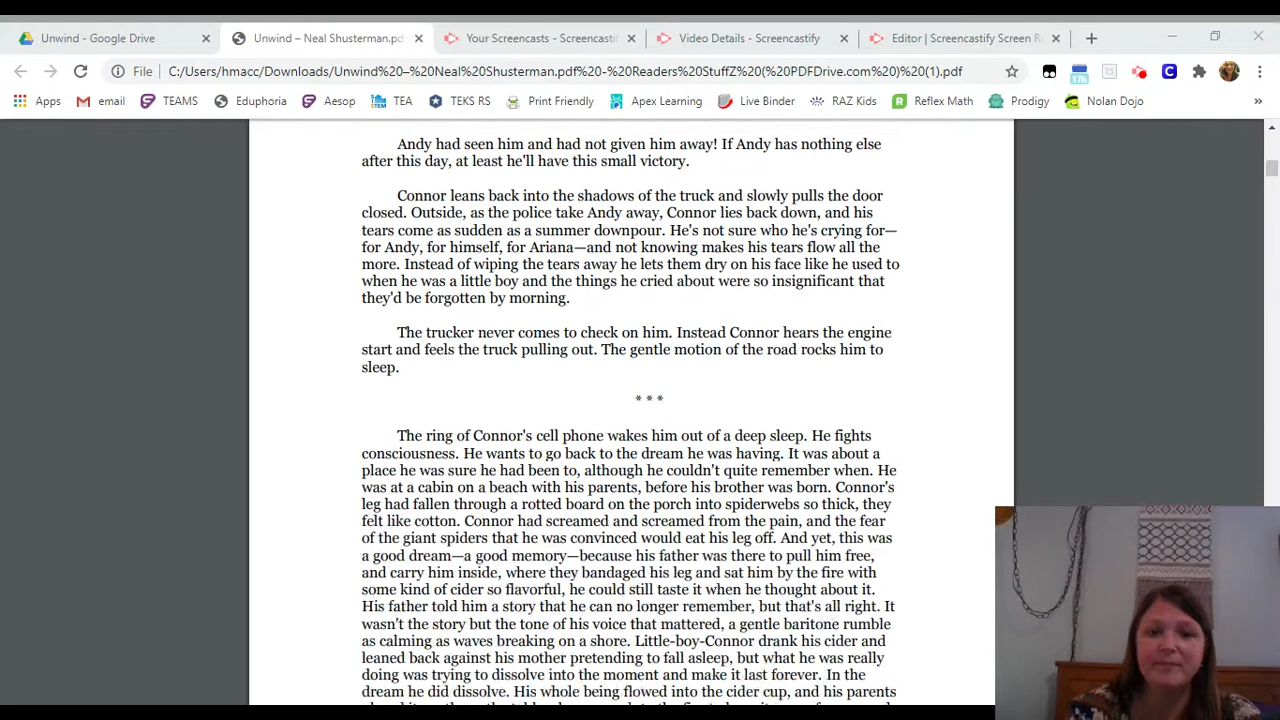 Unwind - Google Drive
Unwind – Neal Shusterman.pd
Your Screencasts - Screencasti
Video Details - Screencastify
Editor | Screencastify Screen Re
File C:/Users/hmacc/Downloads/Unwind%20–%20Neal%20Shusterman.pdf%20-%20Readers%20StuffZ%20(%20PDFDrive.com%20)%20(1).pdf
Apps email TEAMS Eduphoria Aesop TEA TEKS RS Print Friendly Apex Learning Live Binder RAZ Kids Reflex Math Prodigy Nolan Dojo »
Andy had seen him and had not given him away! If Andy has nothing else
after this day, at least he'll have this small victory.
Connor leans back into the shadows of the truck and slowly pulls the door
closed. Outside, as the police take Andy away, Connor lies back down, and his
tears come as sudden as a summer downpour. He's not sure who he's crying for—
for Andy, for himself, for Ariana—and not knowing makes his tears flow all the
more. Instead of wiping the tears away he lets them dry on his face like he used to
when he was a little boy and the things he cried about were so insignificant that
they'd be forgotten by morning.
The trucker never comes to check on him. Instead Connor hears the engine
start and feels the truck pulling out. The gentle motion of the road rocks him to
sleep.
* * *
The ring of Connor's cell phone wakes him out of a deep sleep. He fights
consciousness. He wants to go back to the dream he was having. It was about a
place he was sure he had been to, although he couldn't quite remember when. He
was at a cabin on a beach with his parents, before his brother was born. Connor's
leg had fallen through a rotted board on the porch into spiderwebs so thick, they
felt like cotton. Connor had screamed and screamed from the pain, and the fear
of the giant spiders that he was convinced would eat his leg off. And yet, this was
a good dream—a good memory—because his father was there to pull him free,
and carry him inside, where they bandaged his leg and sat him by the fire with
some kind of cider so flavorful, he could still taste it when he thought about it.
His father told him a story that he can no longer remember, but that's all right. It
wasn't the story but the tone of his voice that mattered, a gentle baritone rumble
as calming as waves breaking on a shore. Little-boy-Connor drank his cider and
leaned back against his mother pretending to fall asleep, but what he was really
doing was trying to dissolve into the moment and make it last forever. In the
dream he did dissolve. His whole being flowed into the cider cup, and his parents